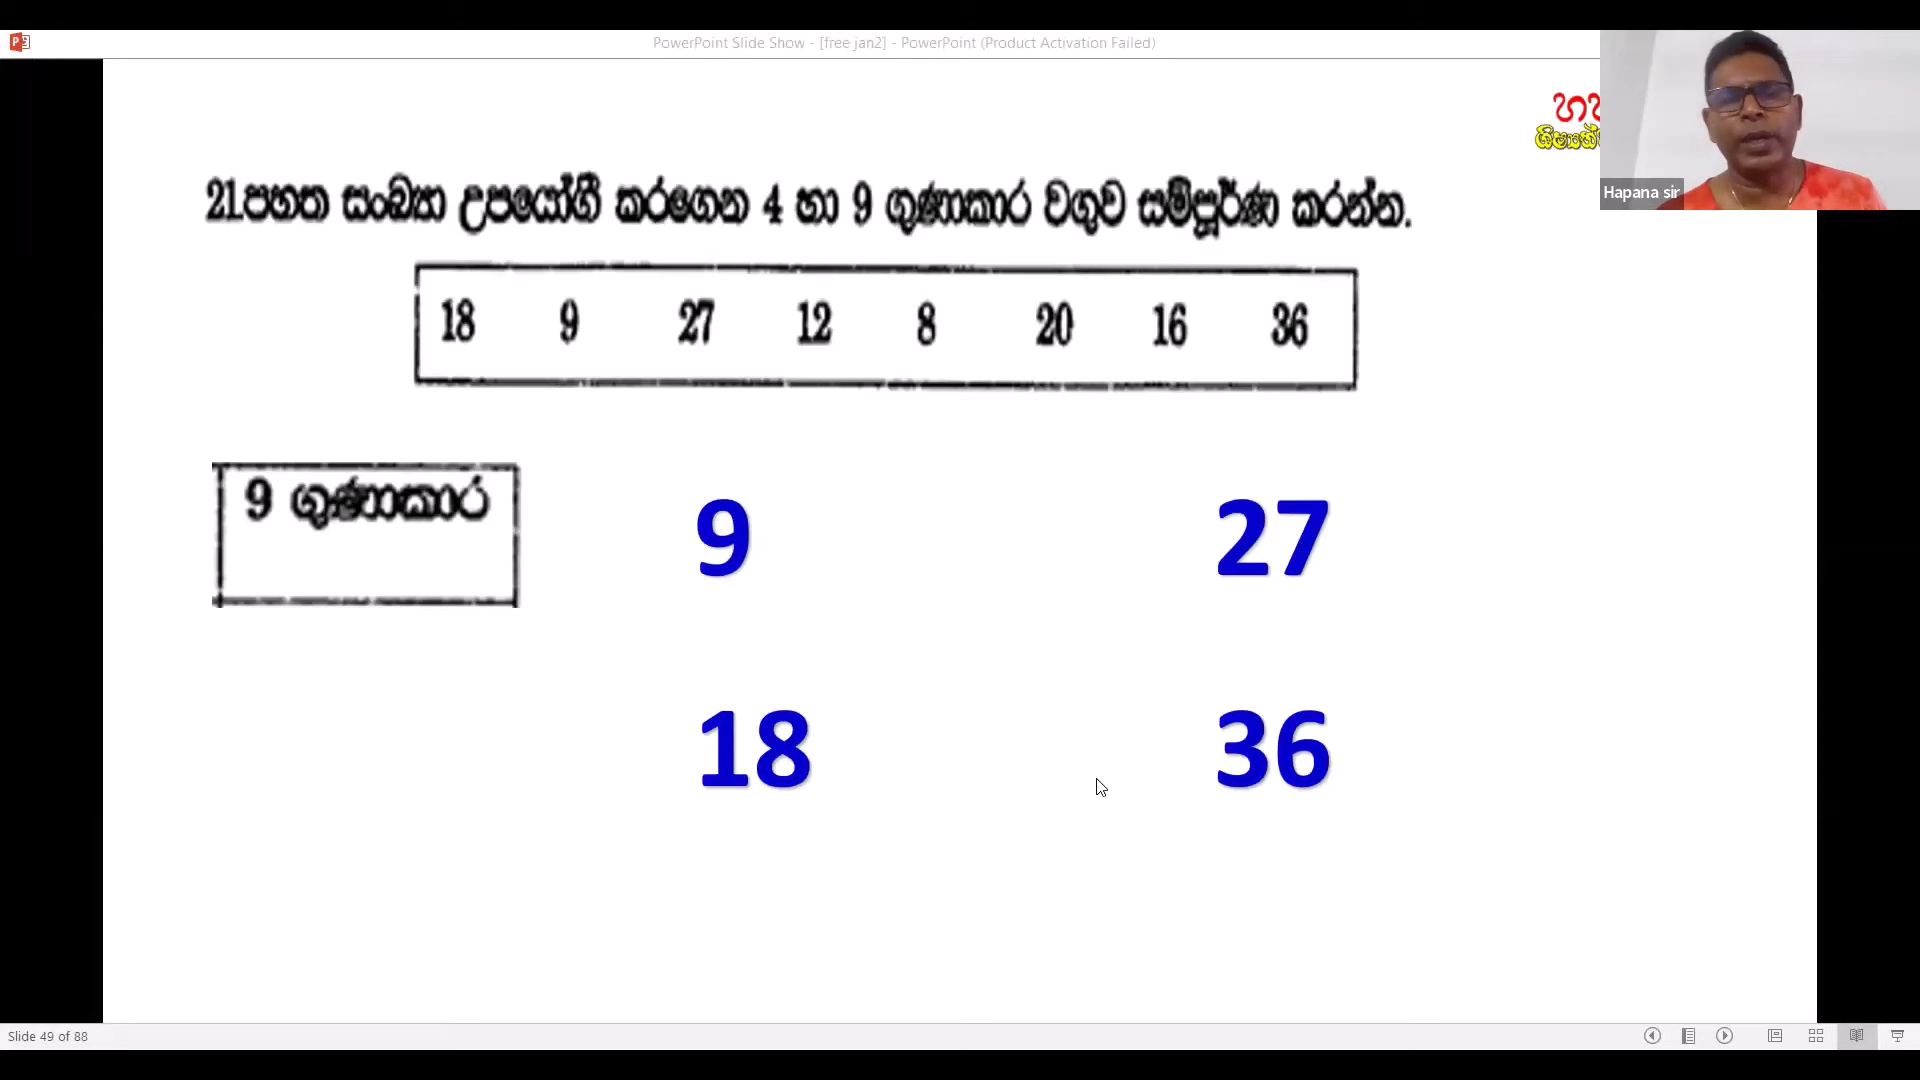 PowerPoint Slide Show - [free jan2] - PowerPoint (Product Activation Failed)
Hapana sir
21.පහත සංඛ්‍යා උපයෝගී කරගෙන 4 හා 9 ගුණාකාර වගුව සම්පූර්ණ කරන්න.
18 9 27 12 8 20 16 36
9 ගුණාකාර
9 27
18 36
Slide 49 of 88